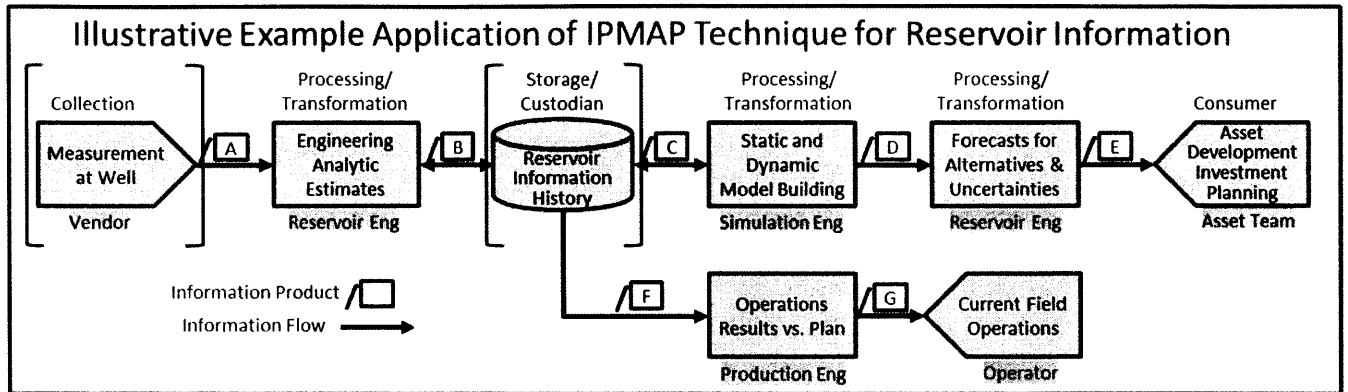 Illustrative Example Application of IPMAP Technique for Reservoir Information
Collection
Measurement
at Well
Vendor
A
Processing/
Transformation
Engineering
Analytic
Estimates
Reservoir Eng
B
Storage/
Custodian
Reservoir
Information
History
C
Processing/
Transformation
Static and
Dynamic
Model Building
Simulation Eng
D
Processing/
Transformation
Forecasts for
Alternatives &
Uncertainties
Reservoir Eng
E
Consumer
Asset
Development
Investment
Planning
Asset Team
Information Product
Information Flow
F
Operations
Results vs. Plan
Production Eng
G
Current Field
Operations
Operator